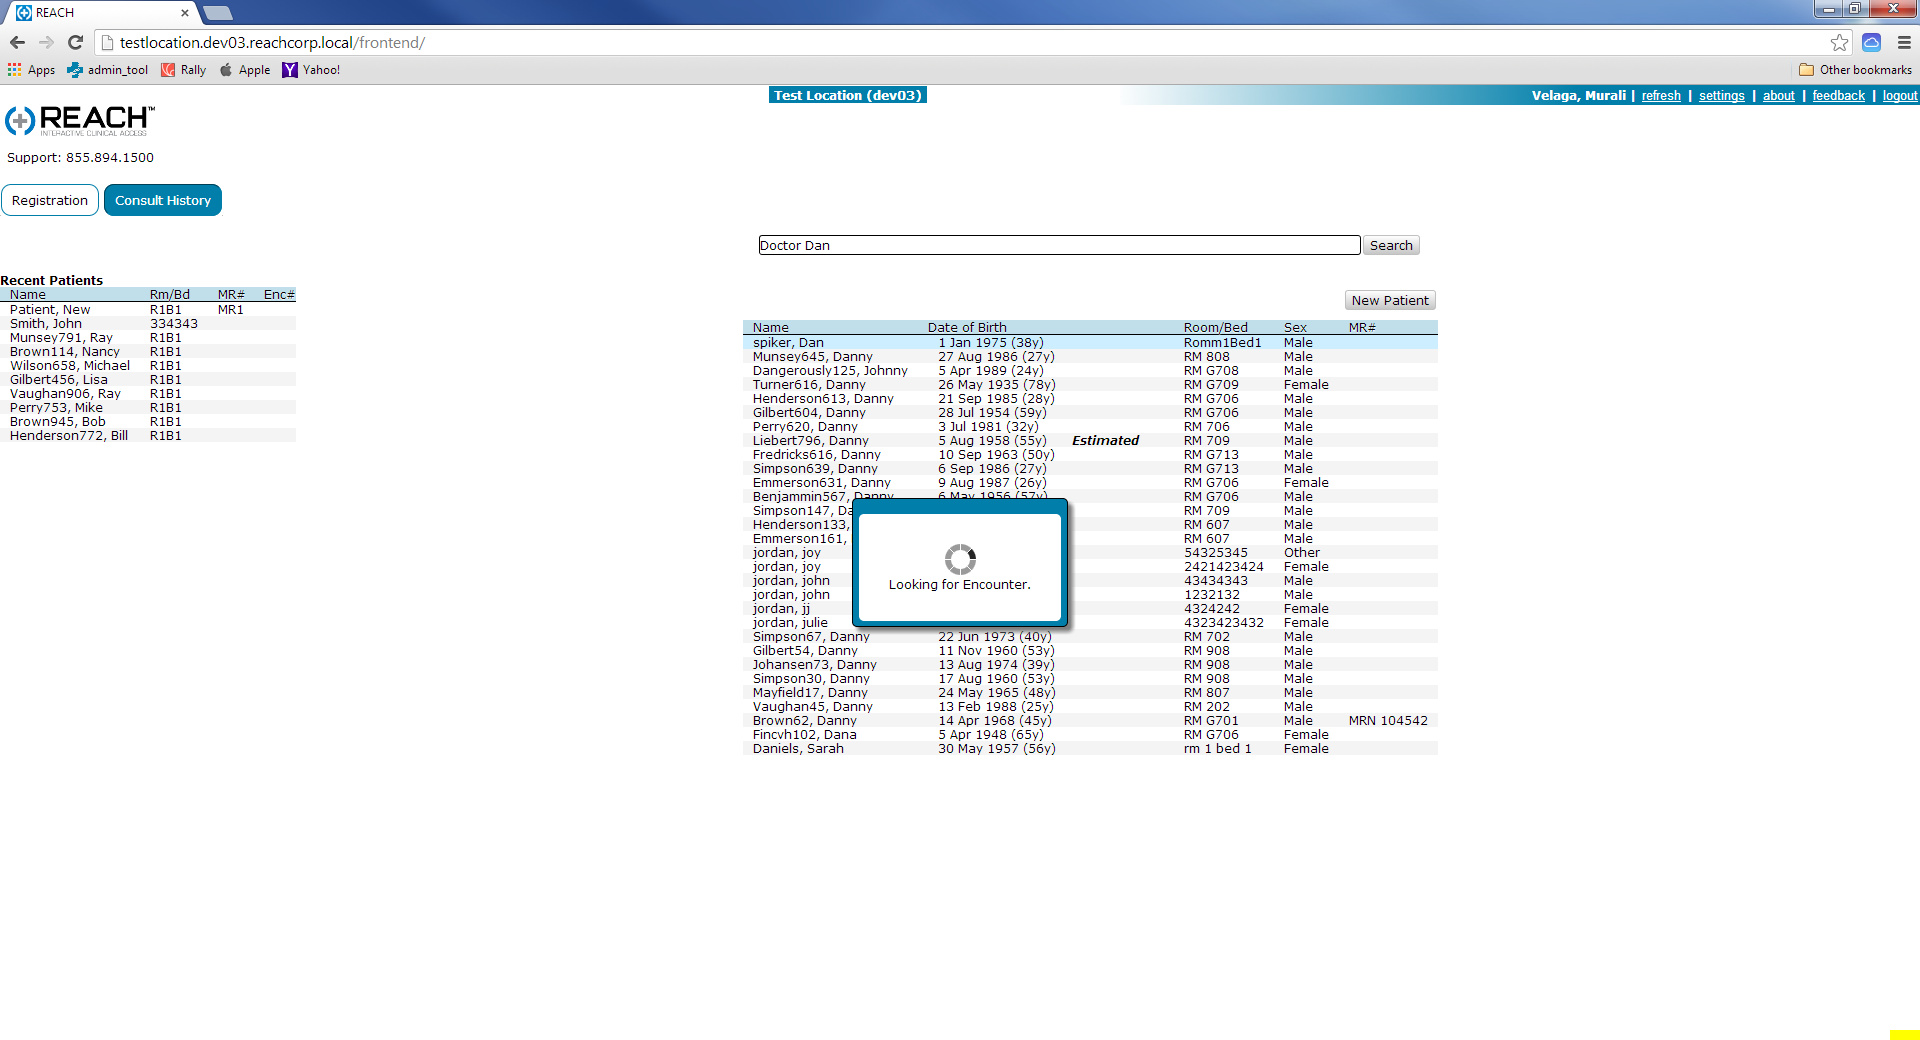 REACH
testlocation.dev03.reachcorp.local/frontend/
Apps admin_tool Rally Apple Yahoo! Other bookmarks
Test Location (dev03) Velaga, Murali | refresh | settings | about | feedback | logout
REACH™
INTERACTIVE CLINICAL ACCESS
Support: 855.894.1500
Registration Consult History
Doctor Dan Search
Recent Patients
Name Rm/Bd MR# Enc#
Patient, New R1B1 MR1
Smith, John 334343
Munsey791, Ray R1B1
Brown114, Nancy R1B1
Wilson658, Michael R1B1
Gilbert456, Lisa R1B1
Vaughan906, Ray R1B1
Perry753, Mike R1B1
Brown945, Bob R1B1
Henderson772, Bill R1B1
New Patient
Name Date of Birth Room/Bed Sex MR#
spiker, Dan 1 Jan 1975 (38y) Romm1Bed1 Male
Munsey645, Danny 27 Aug 1986 (27y) RM 808 Male
Dangerously125, Johnny 5 Apr 1989 (24y) RM G708 Male
Turner616, Danny 26 May 1935 (78y) RM G709 Female
Henderson613, Danny 21 Sep 1985 (28y) RM G706 Male
Gilbert604, Danny 28 Jul 1954 (59y) RM G706 Male
Perry620, Danny 3 Jul 1981 (32y) RM 706 Male
Liebert796, Danny 5 Aug 1958 (55y) Estimated RM 709 Male
Fredricks616, Danny 10 Sep 1963 (50y) RM G713 Male
Simpson639, Danny 6 Sep 1986 (27y) RM G713 Male
Emmerson631, Danny 9 Aug 1987 (26y) RM G706 Female
Benjammin567, Danny 6 May 1956 (57y) RM G706 Male
Simpson147, Da RM 709 Male
Henderson133, RM 607 Male
Emmerson161, RM 607 Male
jordan, joy 54325345 Other
jordan, joy 2421423424 Female
jordan, john 43434343 Male
jordan, john 1232132 Male
jordan, jj 4324242 Female
jordan, julie 4323423432 Female
Simpson67, Danny 22 Jun 1973 (40y) RM 702 Male
Gilbert54, Danny 11 Nov 1960 (53y) RM 908 Male
Johansen73, Danny 13 Aug 1974 (39y) RM 908 Male
Simpson30, Danny 17 Aug 1960 (53y) RM 908 Male
Mayfield17, Danny 24 May 1965 (48y) RM 807 Male
Vaughan45, Danny 13 Feb 1988 (25y) RM 202 Male
Brown62, Danny 14 Apr 1968 (45y) RM G701 Male MRN 104542
Fincvh102, Dana 5 Apr 1948 (65y) RM G706 Female
Daniels, Sarah 30 May 1957 (56y) rm 1 bed 1 Female
Looking for Encounter.